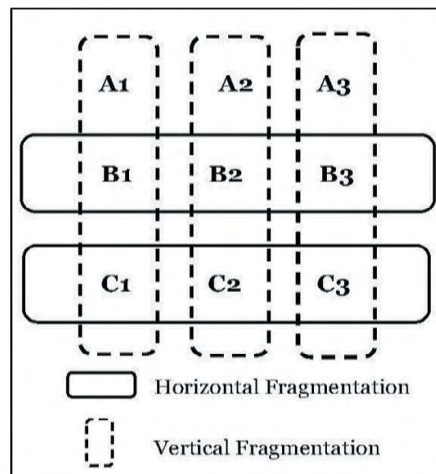 A1 A2 A3
B1 B2 B3
C1 C2 C3
Horizontal Fragmentation
Vertical Fragmentation